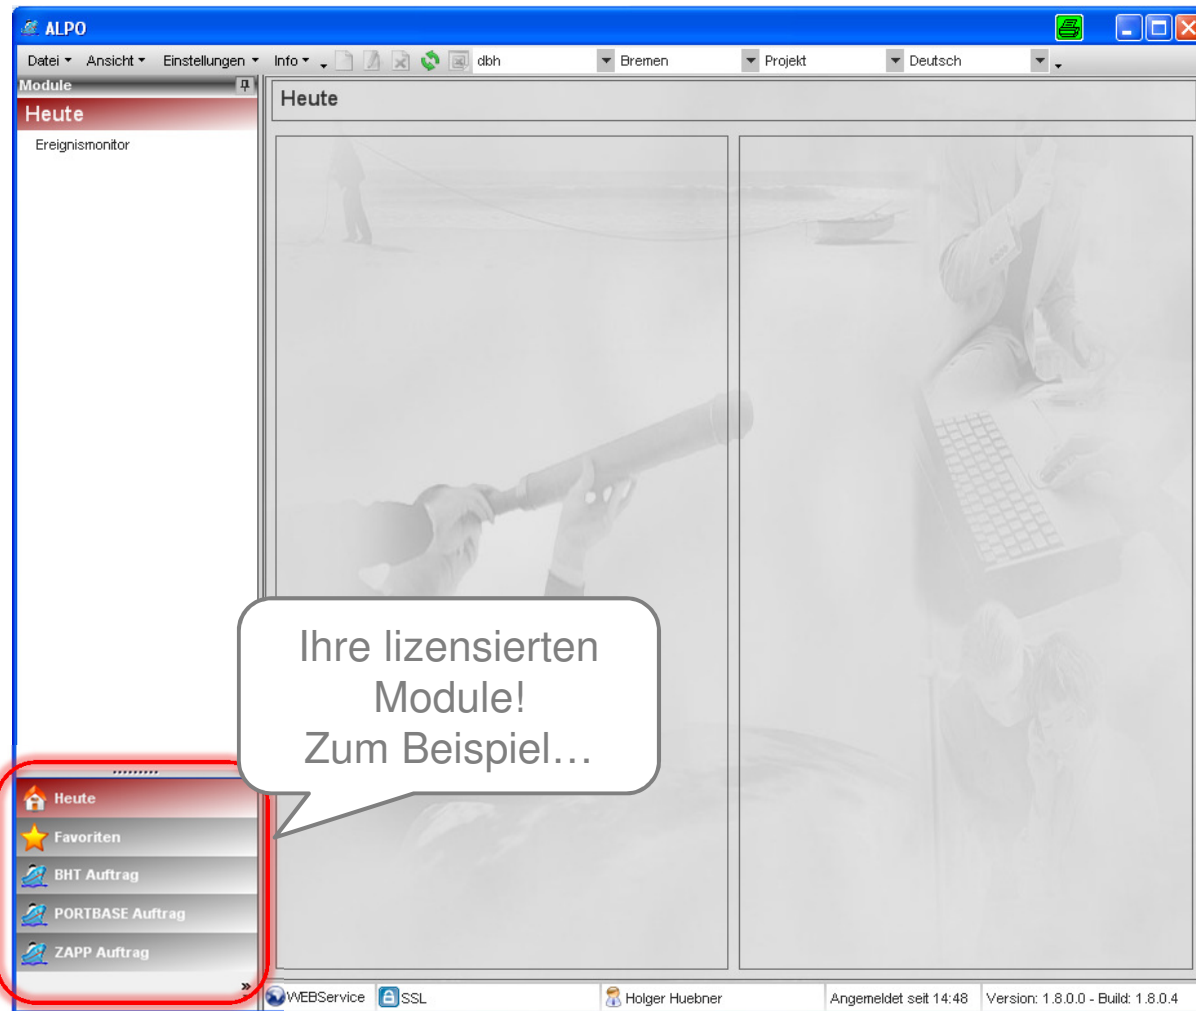 ALPO
Datei Ansicht Einstellungen Info dbh Bremen Projekt Deutsch
Module
Heute
Ereignismonitor
Heute
Ihre lizensierten
Module!
Zum Beispiel…
Heute
Favoriten
BHT Auftrag
PORTBASE Auftrag
ZAPP Auftrag
»
WEBService SSL Holger Huebner Angemeldet seit 14:48 Version: 1.8.0.0 - Build: 1.8.0.4